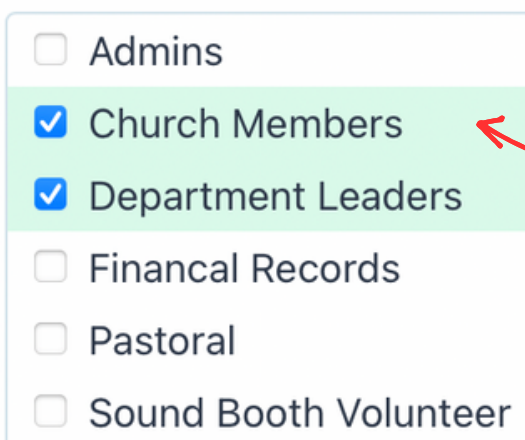 Admins
Church Members
Department Leaders
Financal Records
Pastoral
Sound Booth Volunteer